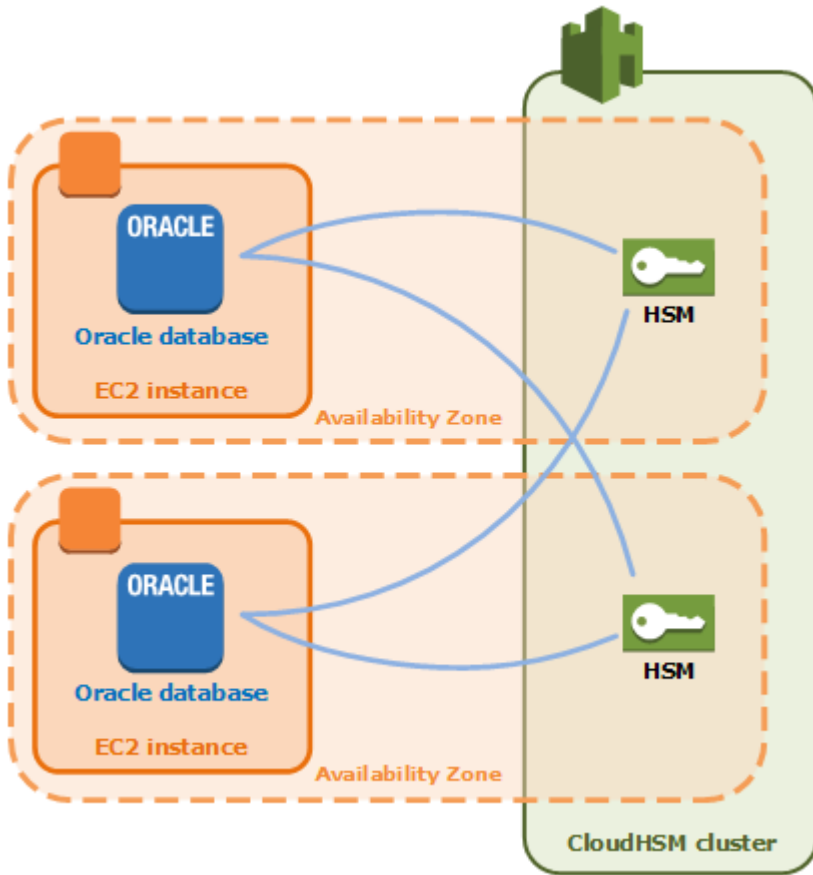 ORACLE
Oracle database
EC2 instance
Availability Zone
HSM
ORACLE
Oracle database
EC2 instance
Availability Zone
HSM
CloudHSM cluster